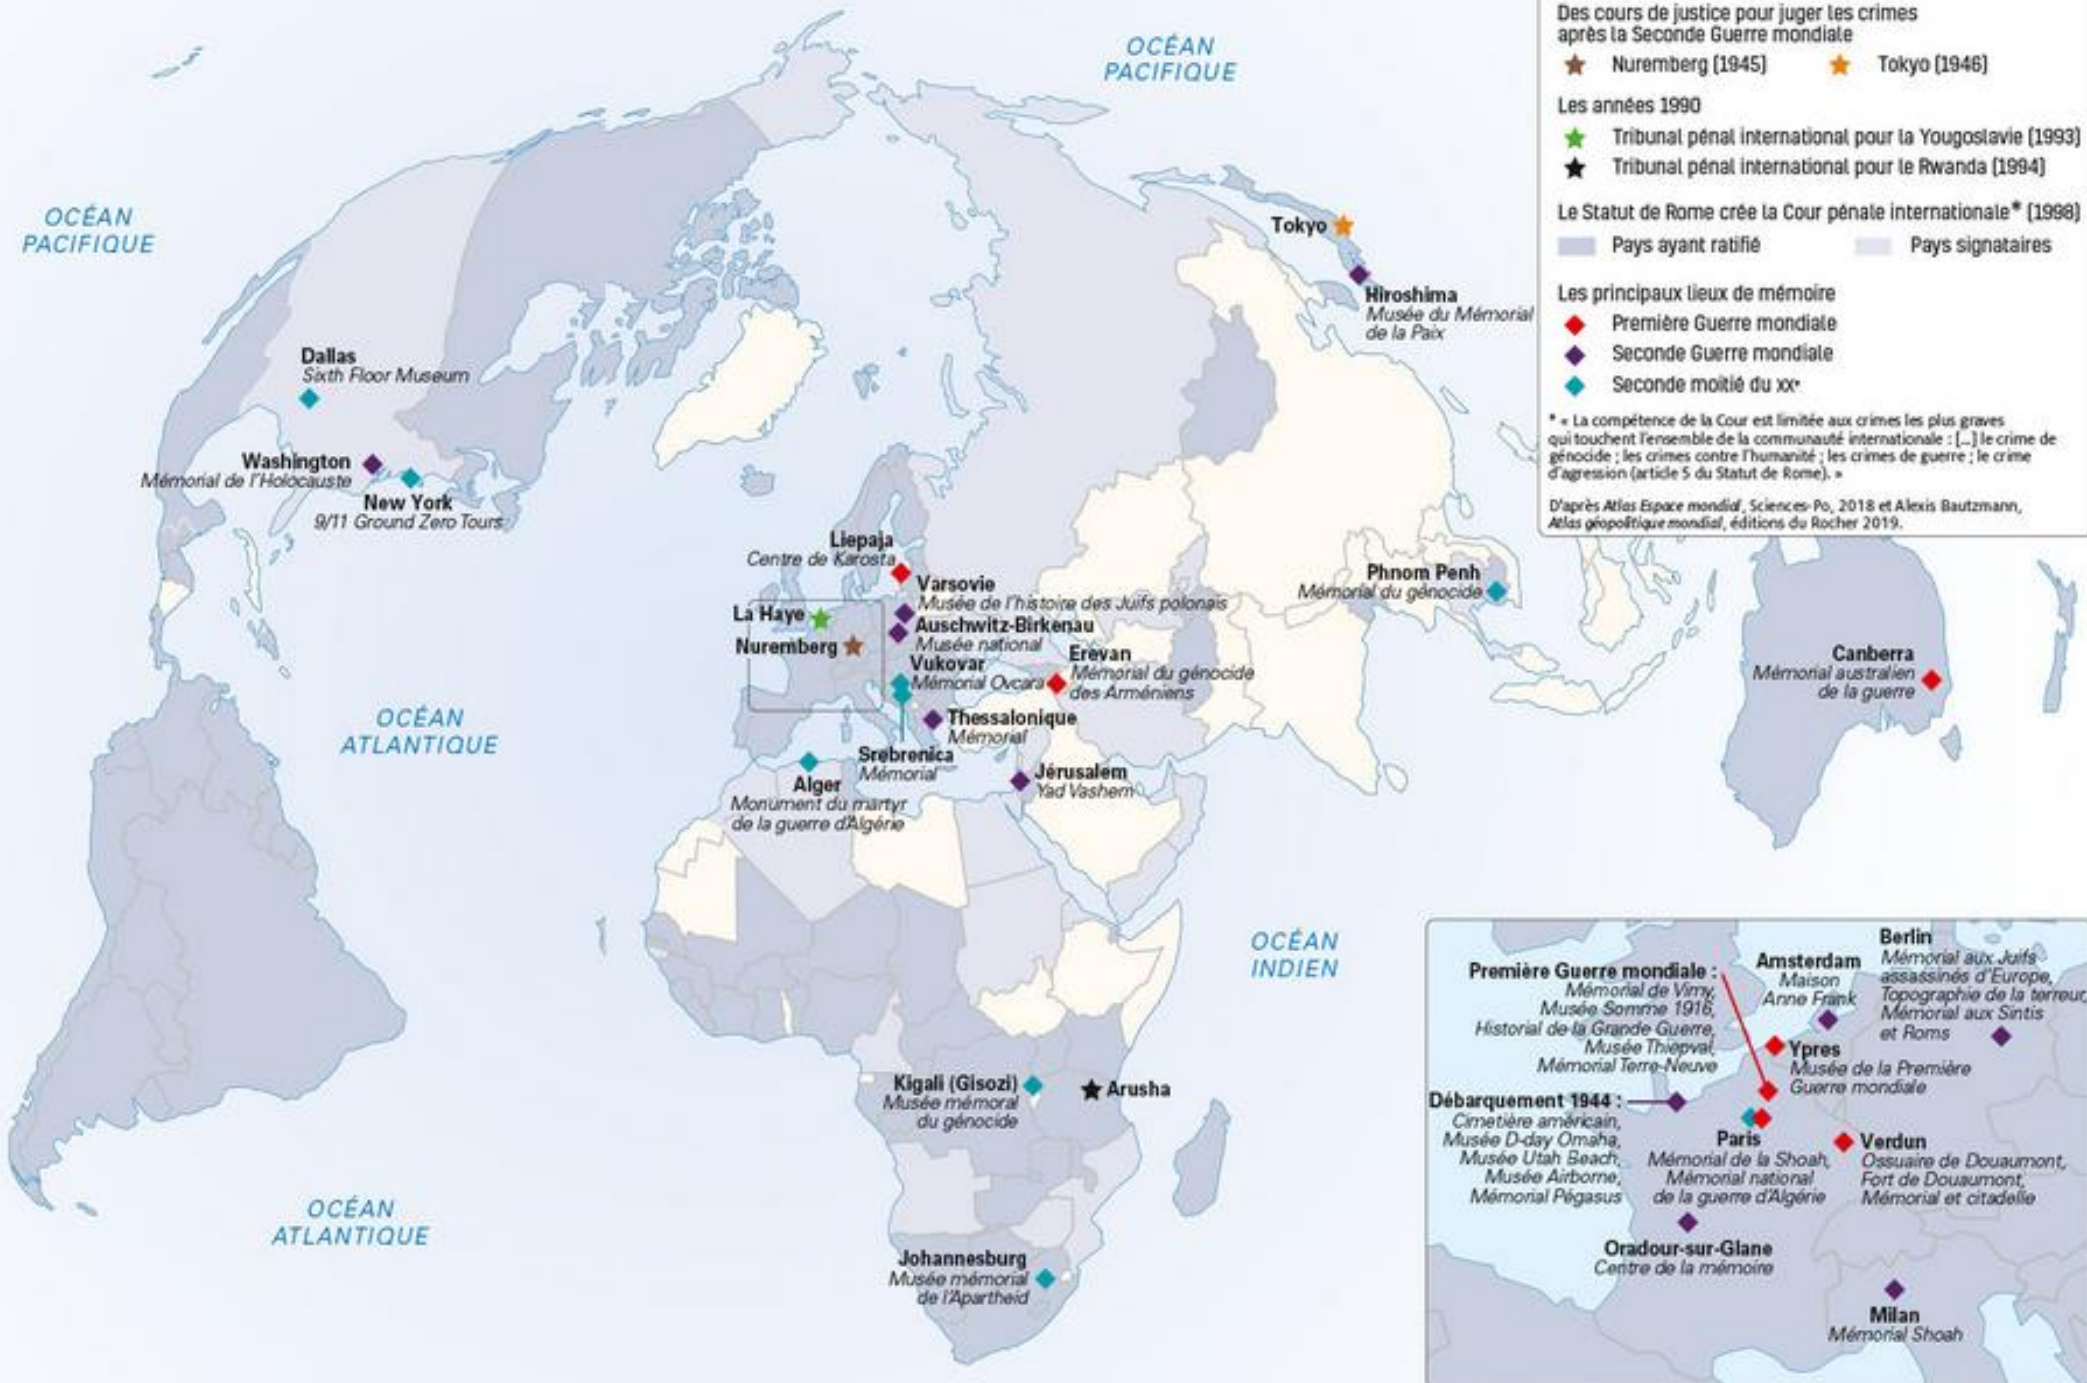 OCÉAN
PACIFIQUE
OCÉAN
PACIFIQUE
Dallas
Sixth Floor Museum
Washington
Mémorial de l'Holocauste
New York
9/11 Ground Zero Tours
Tokyo
Hiroshima
Musée du Mémorial
de la Paix
Des cours de justice pour juger les crimes
après la Seconde Guerre mondiale
Nuremberg (1945)
Tokyo (1946)
Les années 1990
Tribunal pénal international pour la Yougoslavie (1993)
Tribunal pénal international pour le Rwanda (1994)
Le Statut de Rome crée la Cour pénale internationale* (1998)
Pays ayant ratifié
Pays signataires
Les principaux lieux de mémoire
Première Guerre mondiale
Seconde Guerre mondiale
Seconde moitié du XXe
* « La compétence de la Cour est limitée aux crimes les plus graves
qui touchent l'ensemble de la communauté internationale : [...] le crime de
génocide ; les crimes contre l'humanité ; les crimes de guerre ; le crime
d'agression (article 5 du Statut de Rome). »
D'après Atlas Espace mondial, Sciences-Po, 2018 et Alexis Bautzmann,
Atlas géopolitique mondial, éditions du Rocher 2019.
Liepaja
Centre de Karosta
Varsovie
Musée de l'histoire des Juifs polonais
La Haye
Auschwitz-Birkenau
Musée national
Nuremberg
Vukovar
Mémorial Ovcara
Erevan
Mémorial du génocide
des Arméniens
Thessalonique
Mémorial
Srebrenica
Mémorial
Jérusalem
Yad Vashem
Alger
Monument du martyr
de la guerre d'Algérie
Phnom Penh
Mémorial du génocide
Canberra
Mémorial australien
de la guerre
OCÉAN
ATLANTIQUE
OCÉAN
INDIEN
Kigali (Gisozi)
Musée mémoral
du génocide
Arusha
OCÉAN
ATLANTIQUE
Johannesburg
Musée mémorial
de l'Apartheid
Première Guerre mondiale :
Mémorial de Vimy,
Musée Somme 1916,
Historial de la Grande Guerre,
Musée Thiepval,
Mémorial Terre-Neuve
Amsterdam
Maison
Anne Frank
Berlin
Mémorial aux Juifs
assassinés d'Europe,
Topographie de la terreur,
Mémorial aux Sintis
et Roms
Ypres
Musée de la Première
Guerre mondiale
Débarquement 1944 :
Cimetière américain,
Musée D-day Omaha,
Musée Utah Beach,
Musée Airborne,
Mémorial Pégasus
Paris
Mémorial de la Shoah,
Mémorial national
de la guerre d'Algérie
Verdun
Ossuaire de Douaumont,
Fort de Douaumont,
Mémorial et citadelle
Oradour-sur-Glane
Centre de la mémoire
Milan
Mémorial Shoah